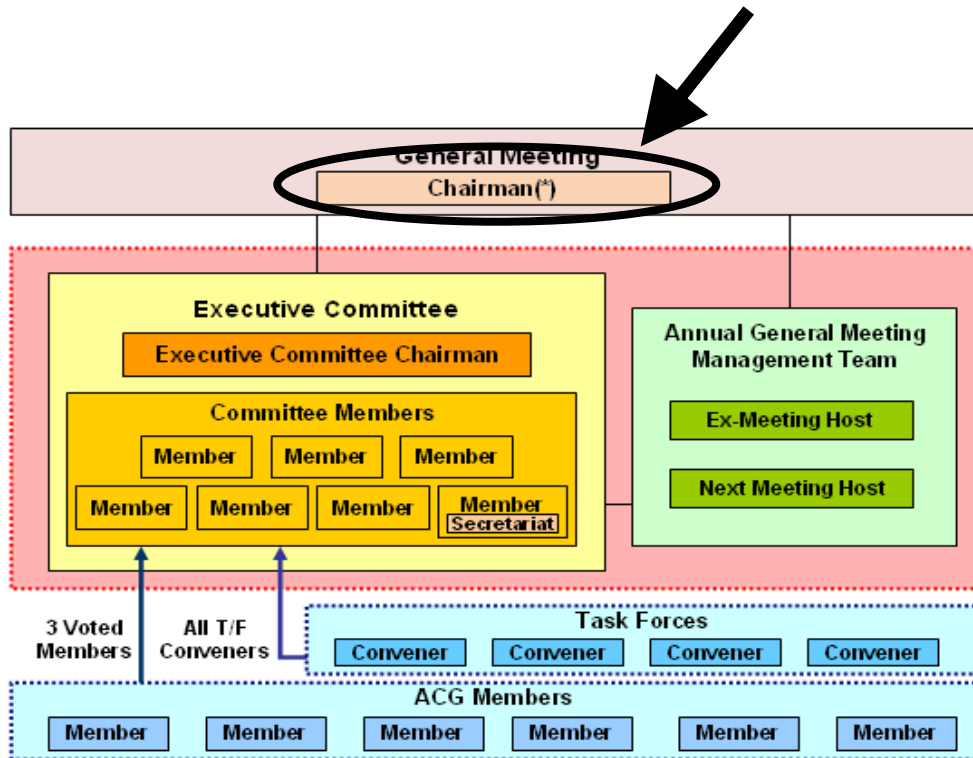 General Meeting
Chairman(*)
Executive Committee
Executive Committee Chairman
Committee Members
Member Member Member
Member Member Member Member
Secretariat
Annual General Meeting
Management Team
Ex-Meeting Host
Next Meeting Host
3 Voted
Members
All T/F
Conveners
Task Forces
Convener Convener Convener Convener
ACG Members
Member Member Member Member Member Member